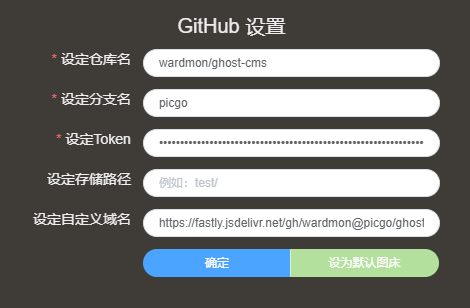 GitHub 设置
* 设定仓库名 wardmon/ghost-cms
* 设定分支名 picgo
* 设定Token ••••••••••••••••••••••••••••••••••••••••••••••••••••••••••••••
设定存储路径 例如：test/
设定自定义域名 https://fastly.jsdelivr.net/gh/wardmon@picgo/ghost
确定 设为默认图床